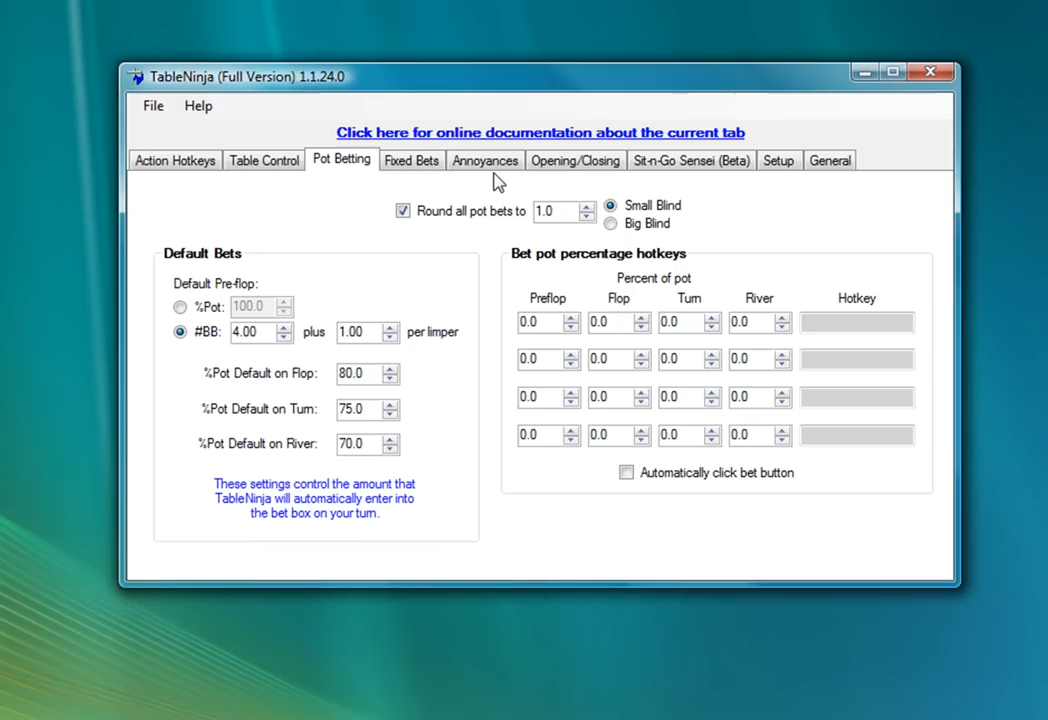 TableNinja (Full Version) 1.1.24.0
File Help
Click here for online documentation about the current tab
Action Hotkeys Table Control Pot Betting Fixed Bets Annoyances Opening/Closing Sit-n-Go Sensei (Beta) Setup General
Round all pot bets to 1.0 Small Blind
Big Blind
Default Bets
Default Pre-flop:
%Pot: 100.0
#BB: 4.00 plus 1.00 per limper
%Pot Default on Flop: 80.0
%Pot Default on Turn: 75.0
%Pot Default on River: 70.0
These settings control the amount that
TableNinja will automatically enter into
the bet box on your turn.
Bet pot percentage hotkeys
Percent of pot
Preflop Flop Turn River Hotkey
0.0 0.0 0.0 0.0
0.0 0.0 0.0 0.0
0.0 0.0 0.0 0.0
0.0 0.0 0.0 0.0
Automatically click bet button